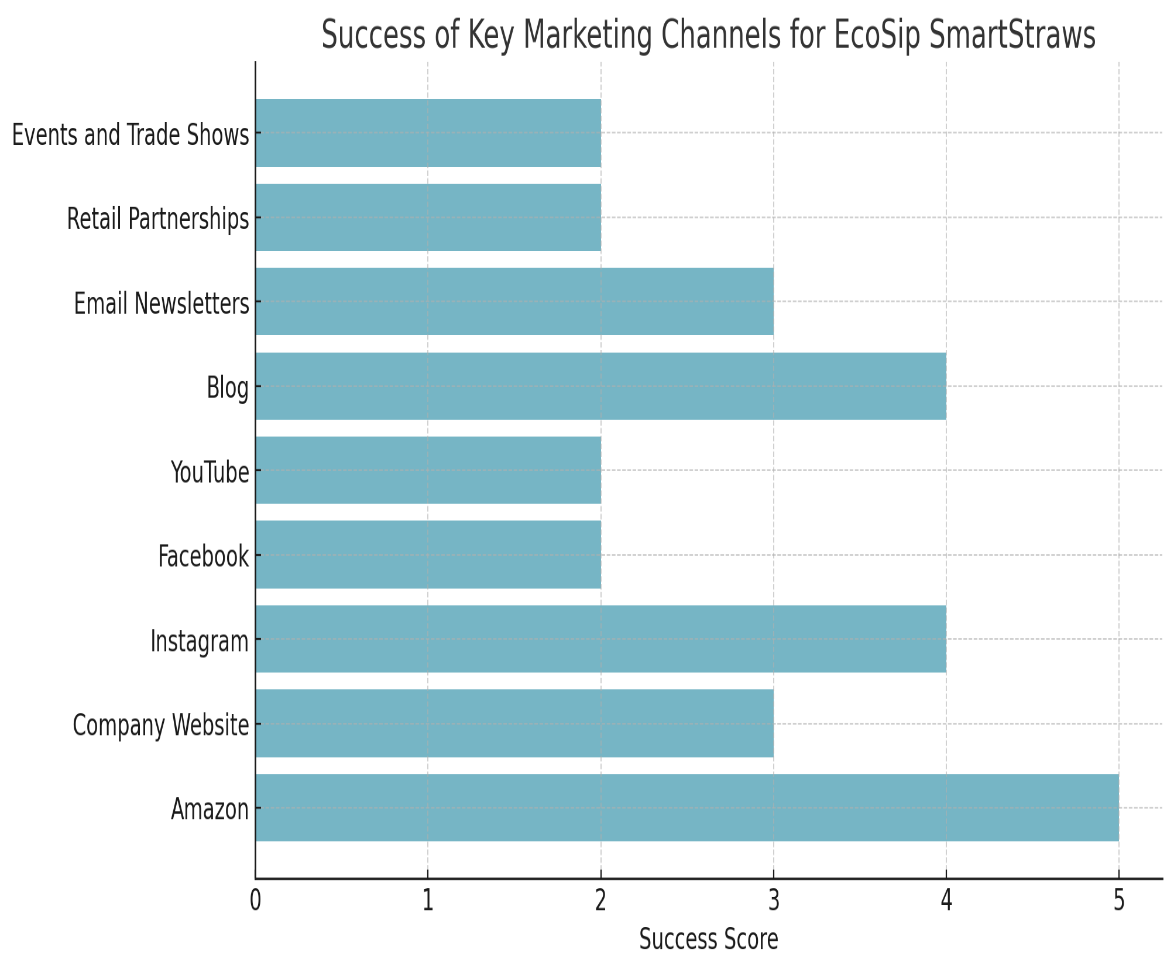 Success of Key Marketing Channels for EcoSip SmartStraws
Events and Trade Shows
Retail Partnerships
Email Newsletters
Blog
YouTube
Facebook
Instagram
Company Website
Amazon
0 1 2 3 4 5
Success Score